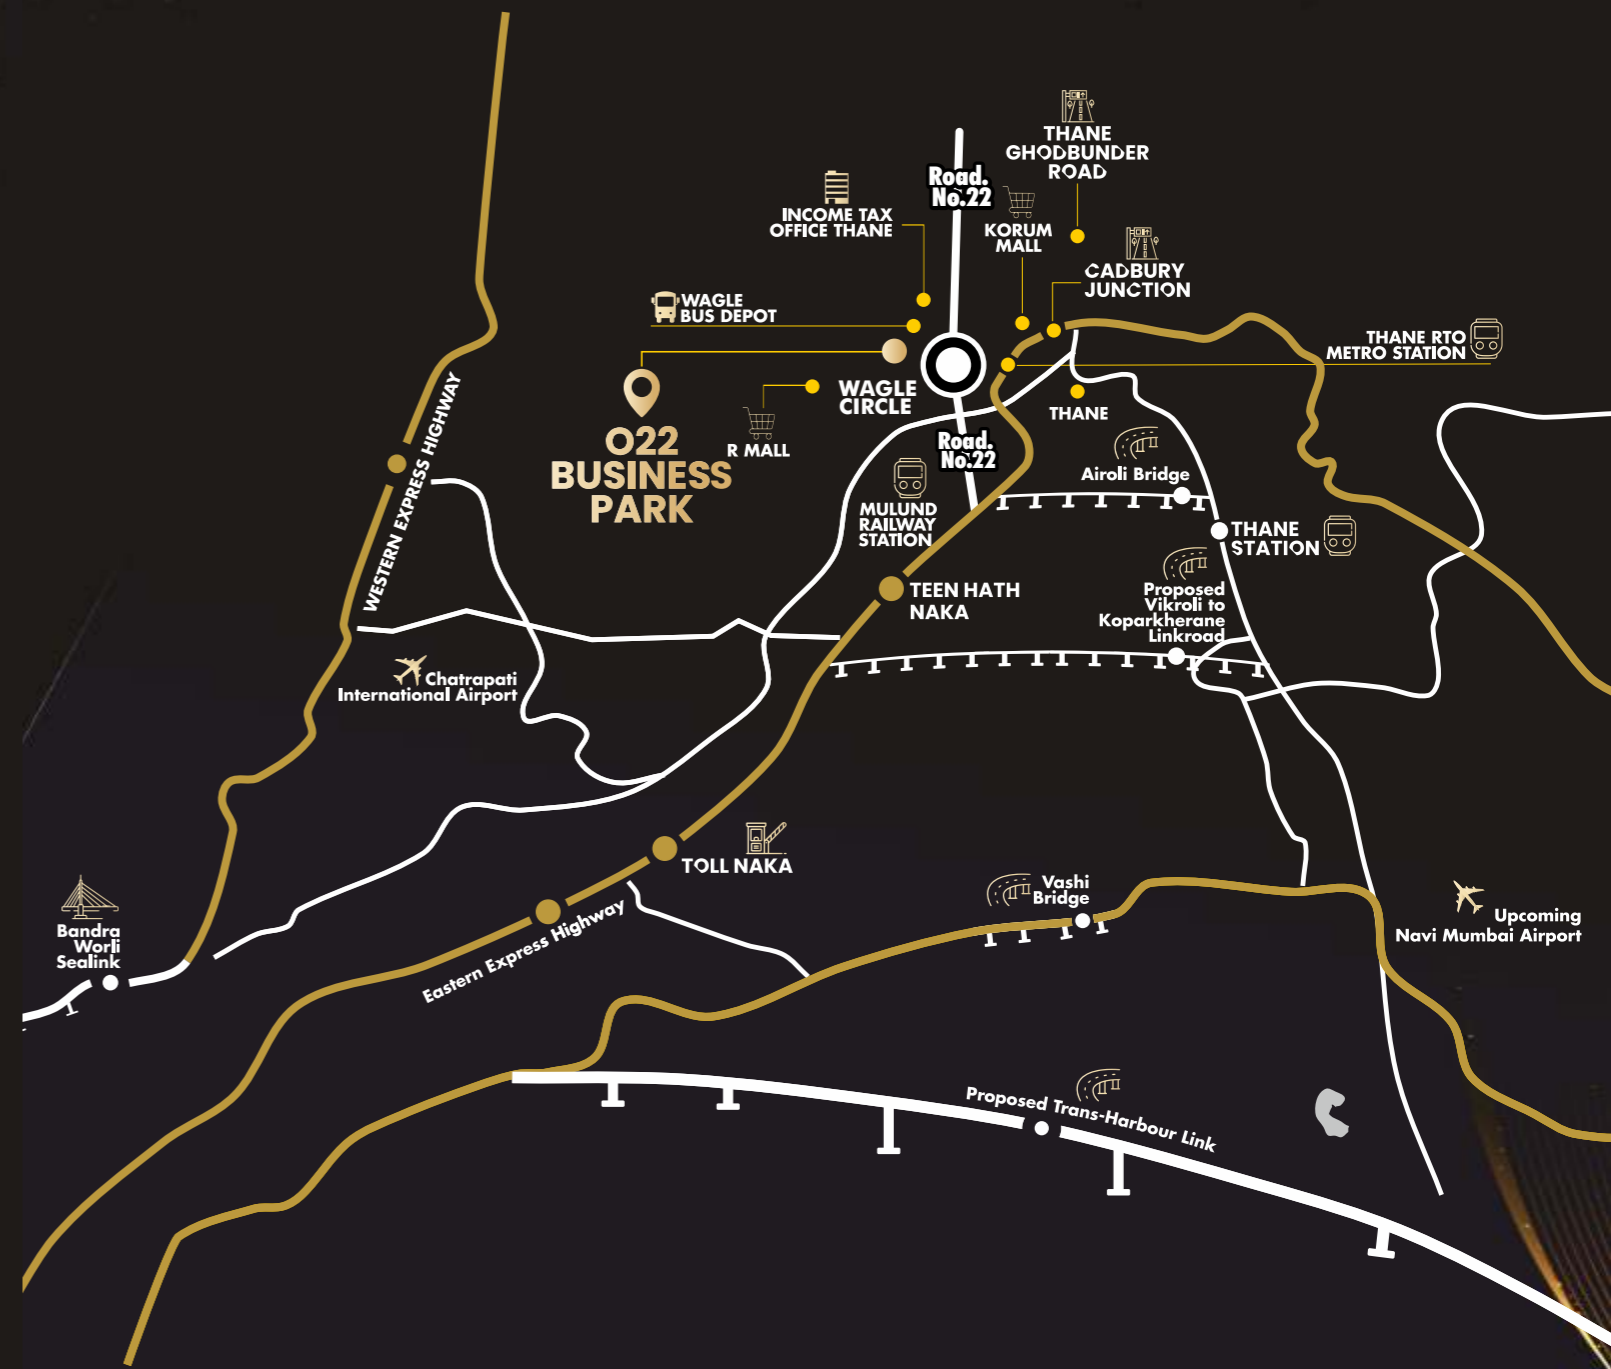 THANE
GHODBUNDER
ROAD
Road.
No.22
INCOME TAX
OFFICE THANE
KORUM
MALL
CADBURY
JUNCTION
WAGLE
BUS DEPOT
THANE RTO
METRO STATION
WAGLE
CIRCLE
THANE
O22
BUSINESS
PARK
R MALL
Road.
No.22
WESTERN EXPRESS HIGHWAY
Airoli Bridge
MULUND
RAILWAY
STATION
THANE
STATION
TEEN HATH
NAKA
Proposed
Vikroli to
Koparkherane
Linkroad
Chatrapati
International Airport
TOLL NAKA
Vashi
Bridge
Eastern Express Highway
Upcoming
Navi Mumbai Airport
Bandra
Worli
Sealink
Proposed Trans-Harbour Link